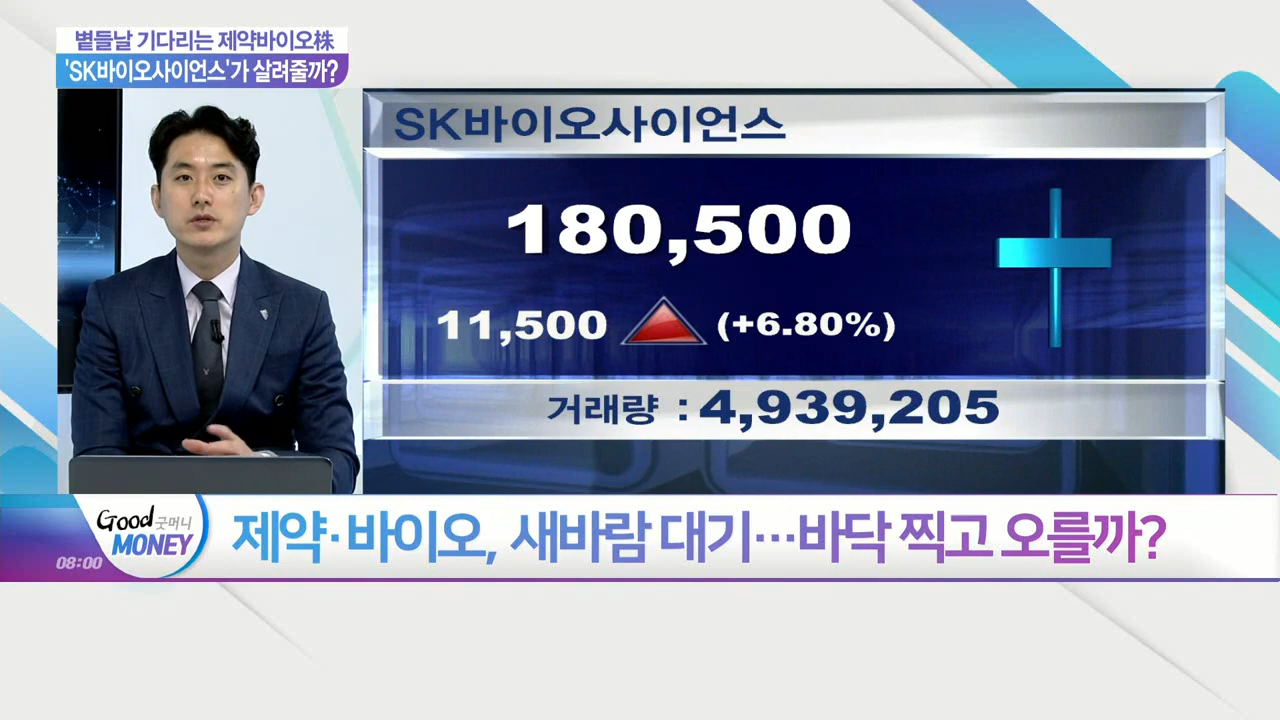 볕들날 기다리는 제약바이오株
'SK바이오사이언스'가 살려줄까?
SK바이오사이언스
180,500
11,500 ▲ (+6.80%)
거래량 : 4,939,205
Good 굿머니
MONEY
제약·바이오, 새바람 대기…바닥 찍고 오를까?
08:00